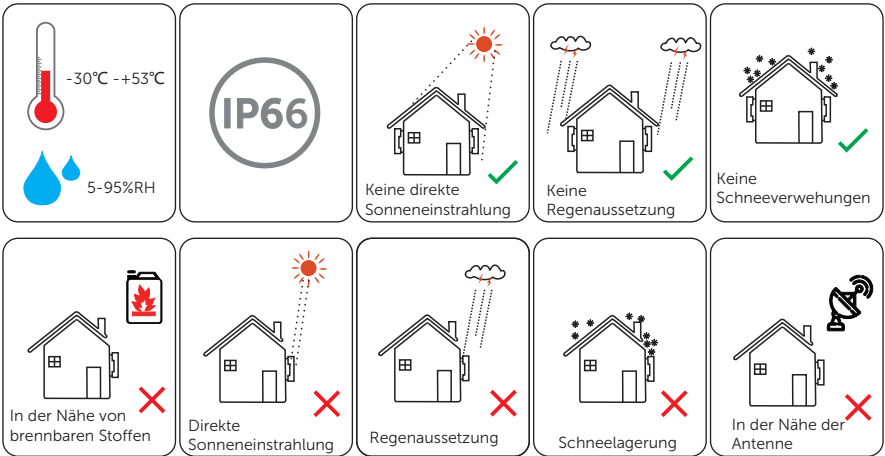 -30℃ -+53℃
5-95%RH
IP66
Keine direkte
Sonneneinstrahlung
Keine
Regenaussetzung
Keine
Schneeverwehungen
In der Nähe von
brennbaren Stoffen
Direkte
Sonneneinstrahlung
Regenaussetzung
Schneelagerung
In der Nähe der
Antenne